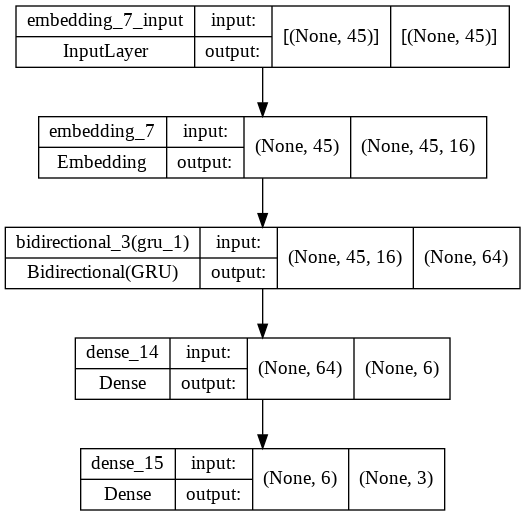 embedding_7_input input: [(None, 45)] [(None, 45)]
InputLayer output:
embedding_7 input: (None, 45) (None, 45, 16)
Embedding output:
bidirectional_3(gru_1) input: (None, 45, 16) (None, 64)
Bidirectional(GRU) output:
dense_14 input: (None, 64) (None, 6)
Dense output:
dense_15 input: (None, 6) (None, 3)
Dense output: